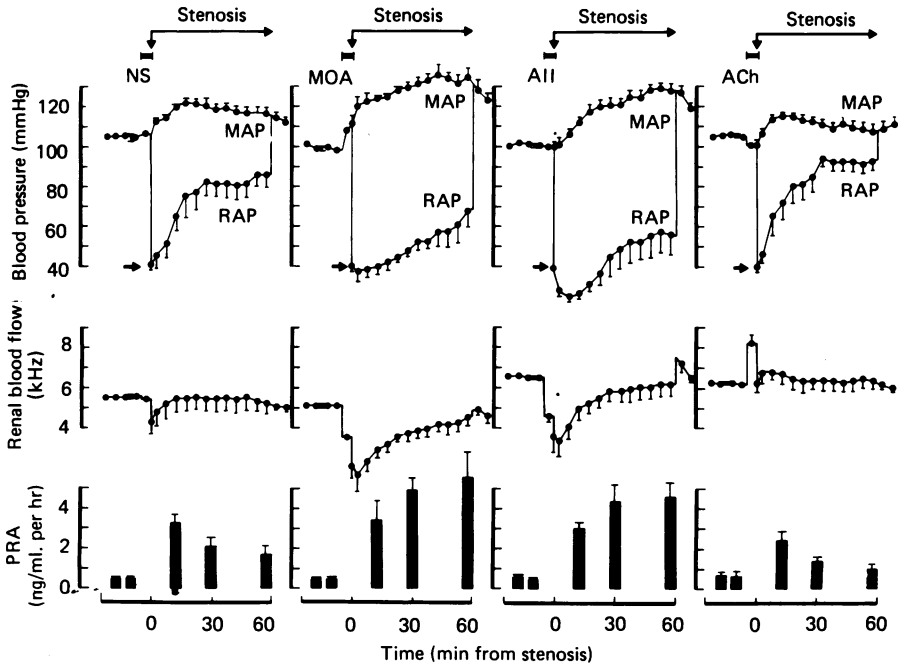 Stenosis Stenosis Stenosis Stenosis
NS MOA AII ACh
Blood pressure (mmHg)
120
100
80
60
40
MAP
RAP
MAP
RAP
MAP
RAP
MAP
RAP
Renal blood flow
(kHz)
8
6
4
PRA
(ng/ml. per hr)
4
2
0
0 30 60 0 30 60 0 30 60 0 30 60
Time (min from stenosis)